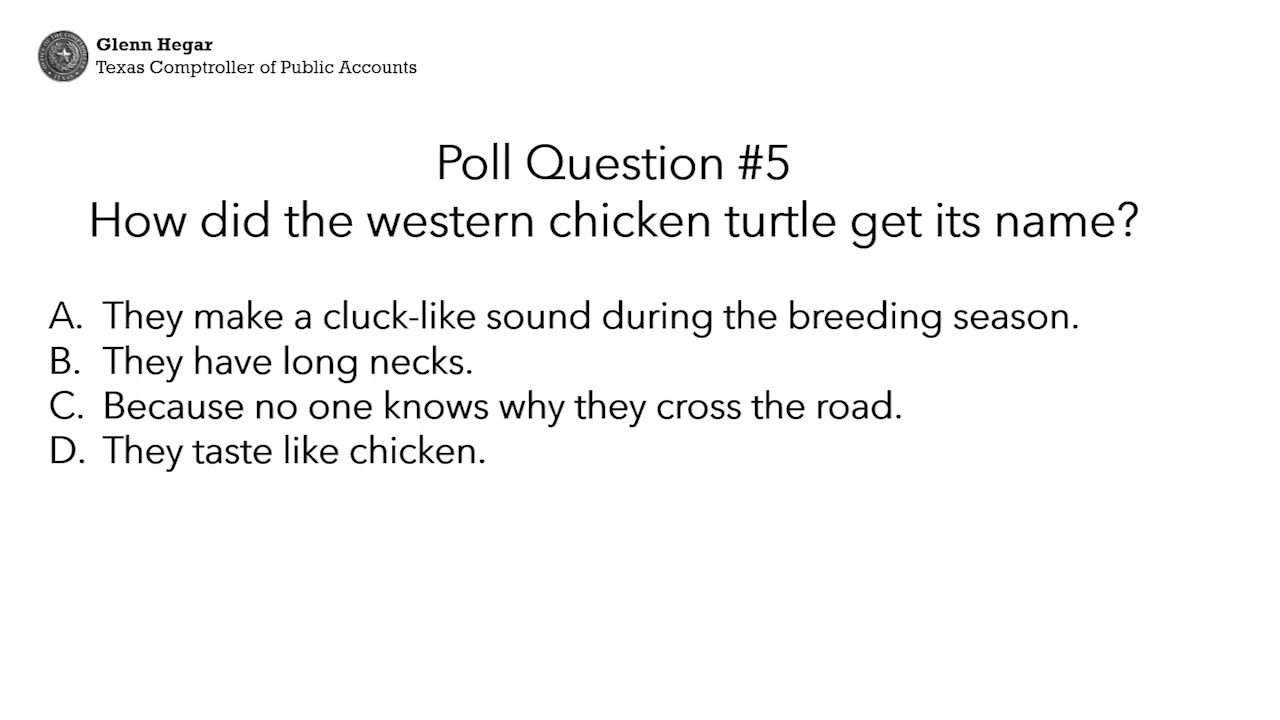 Glenn Hegar
Texas Comptroller of Public Accounts
Poll Question #5
How did the western chicken turtle get its name?
A. They make a cluck-like sound during the breeding season.
B. They have long necks.
C. Because no one knows why they cross the road.
D. They taste like chicken.